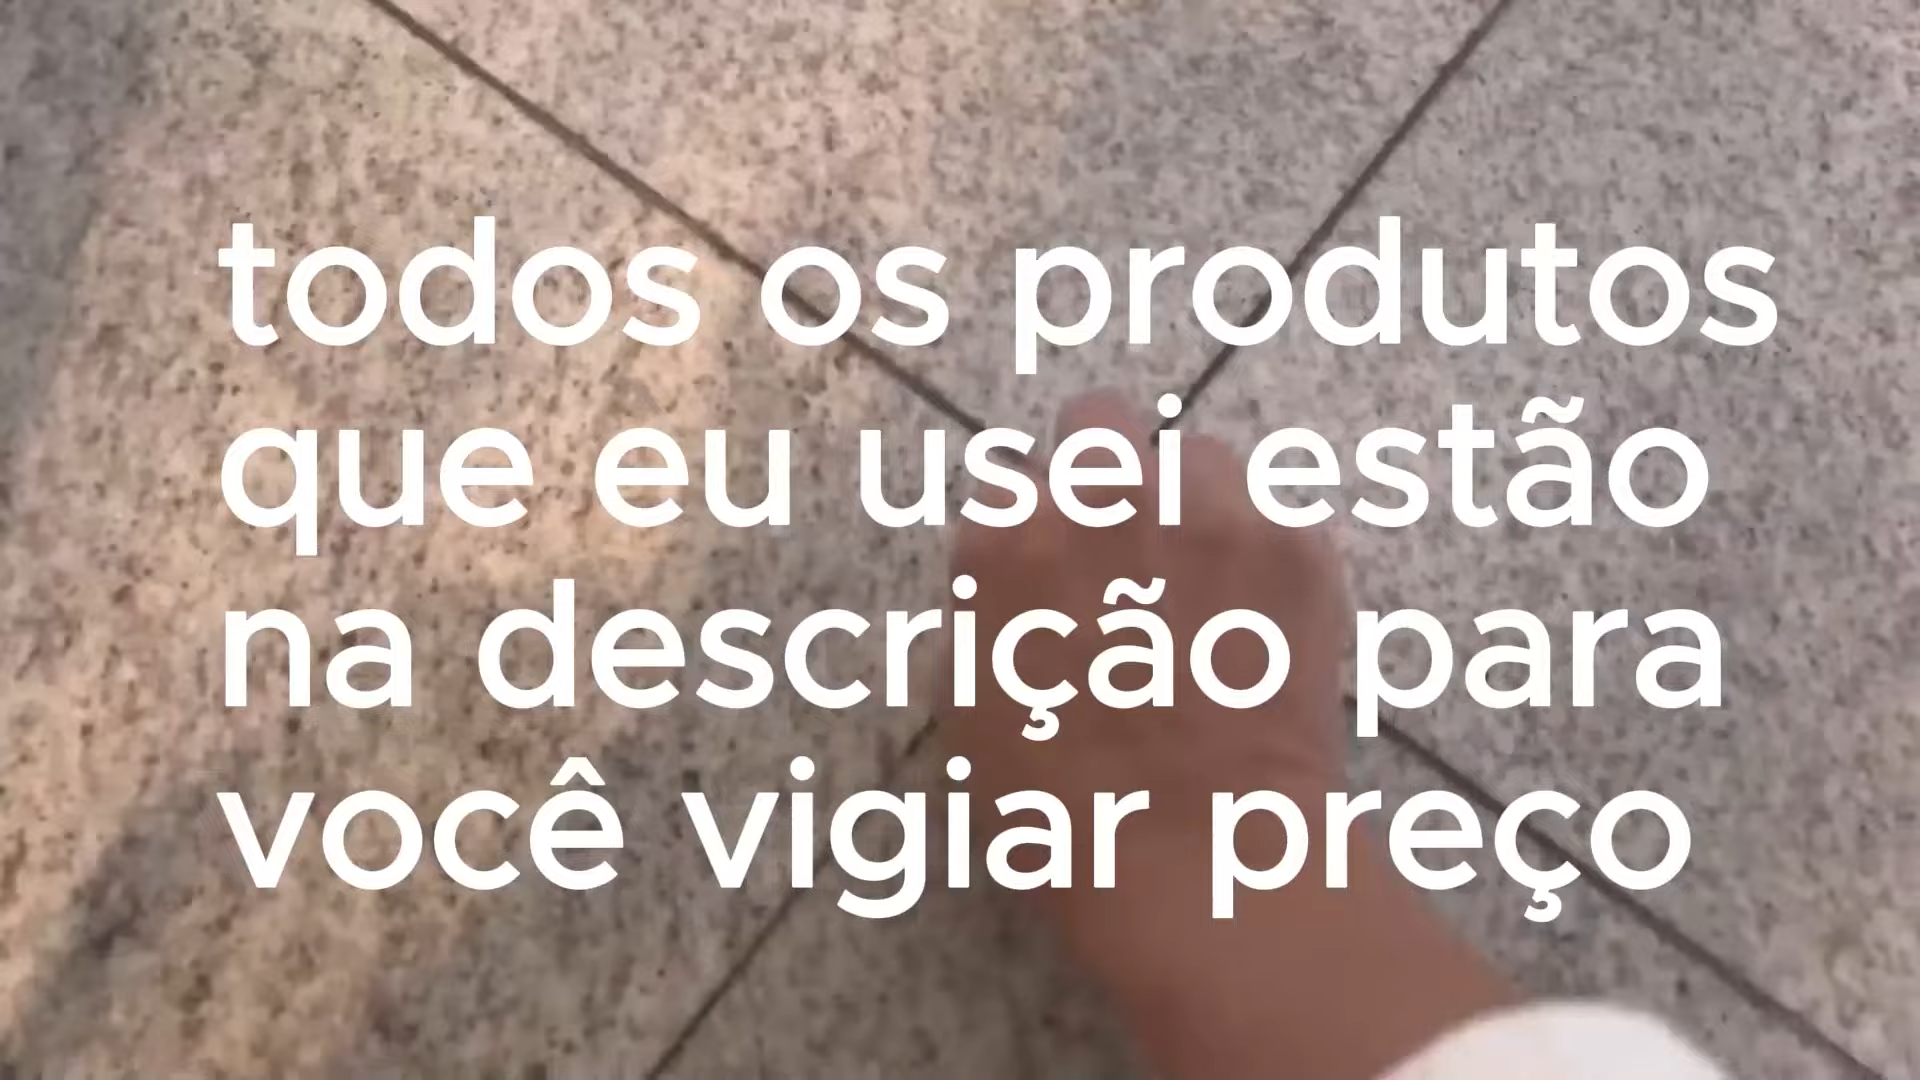 todos os produtos
que eu usei estão
na descrição para
você vigiar preço